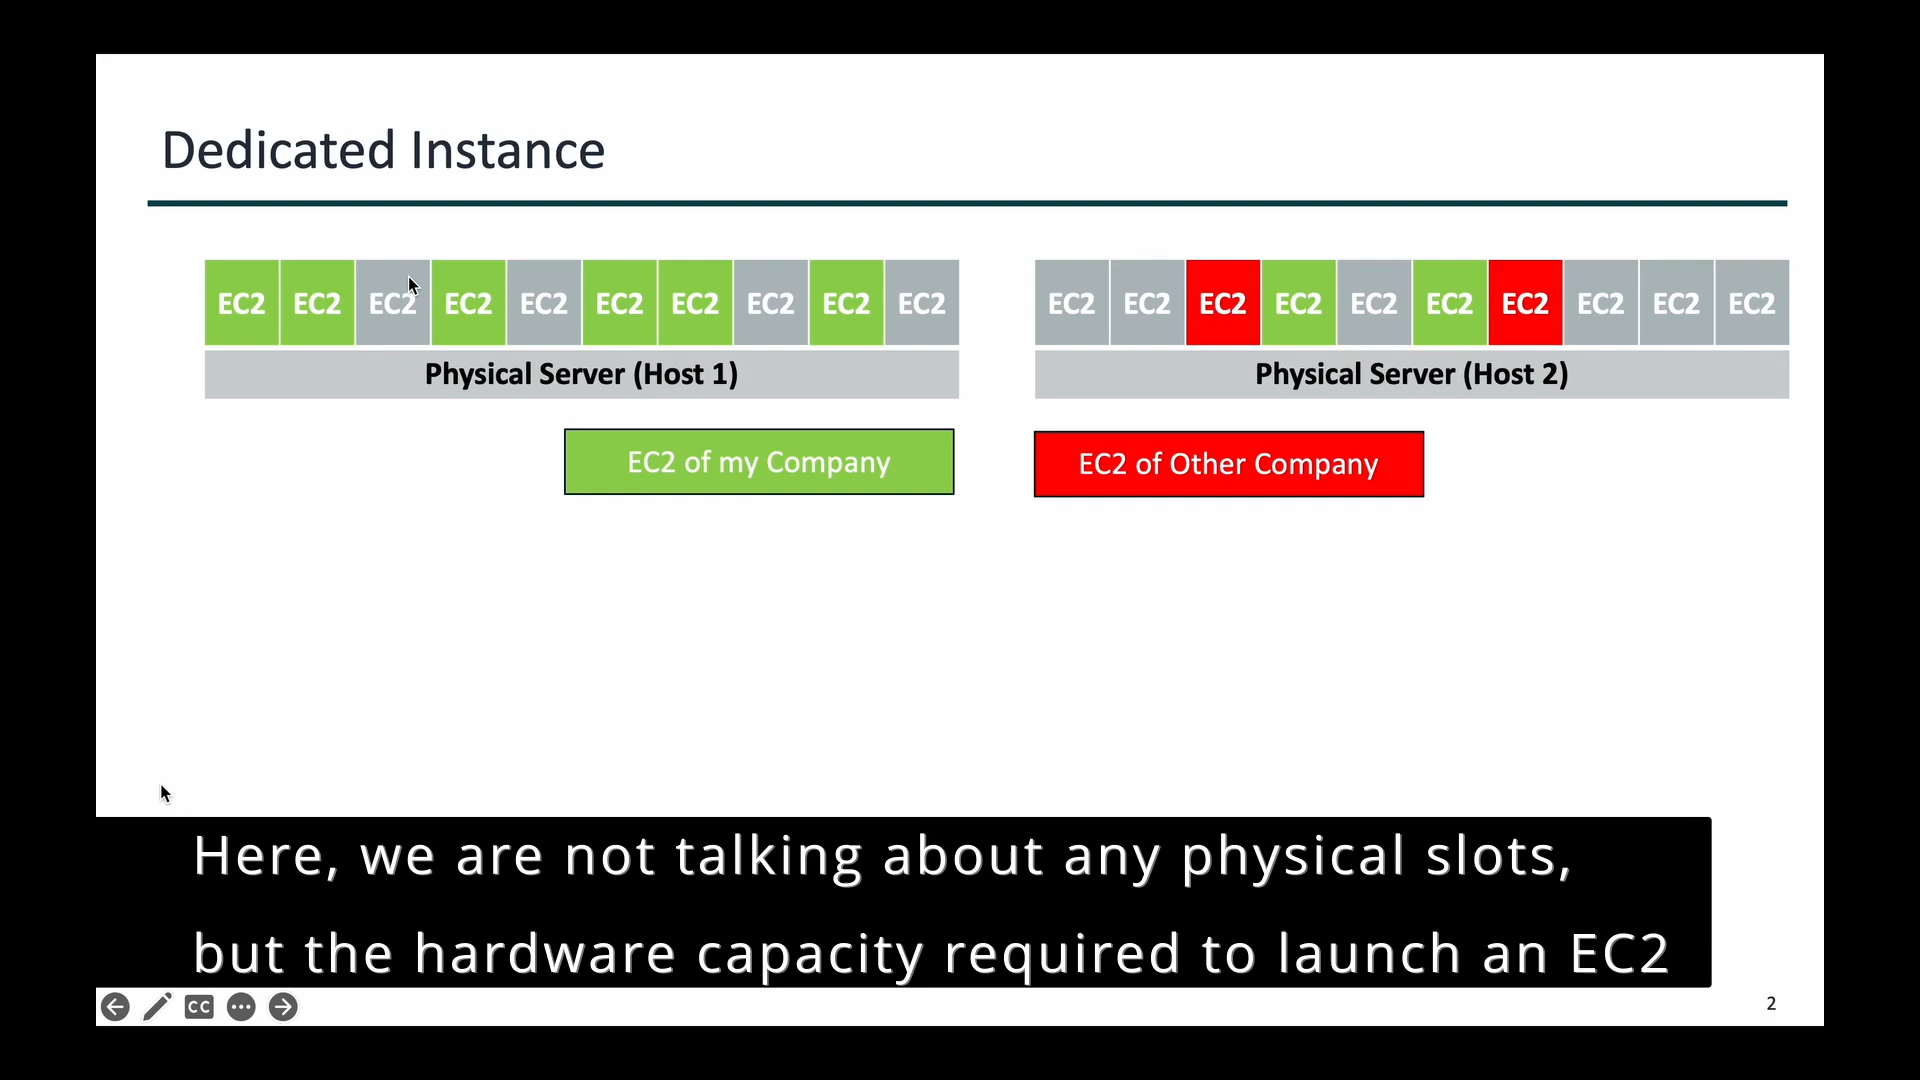 Dedicated Instance
EC2 EC2 EC2 EC2 EC2 EC2 EC2 EC2 EC2 EC2
Physical Server (Host 1)
EC2 EC2 EC2 EC2 EC2 EC2 EC2 EC2 EC2 EC2
Physical Server (Host 2)
EC2 of my Company
EC2 of Other Company
Here, we are not talking about any physical slots,
but the hardware capacity required to launch an EC2
CC
2